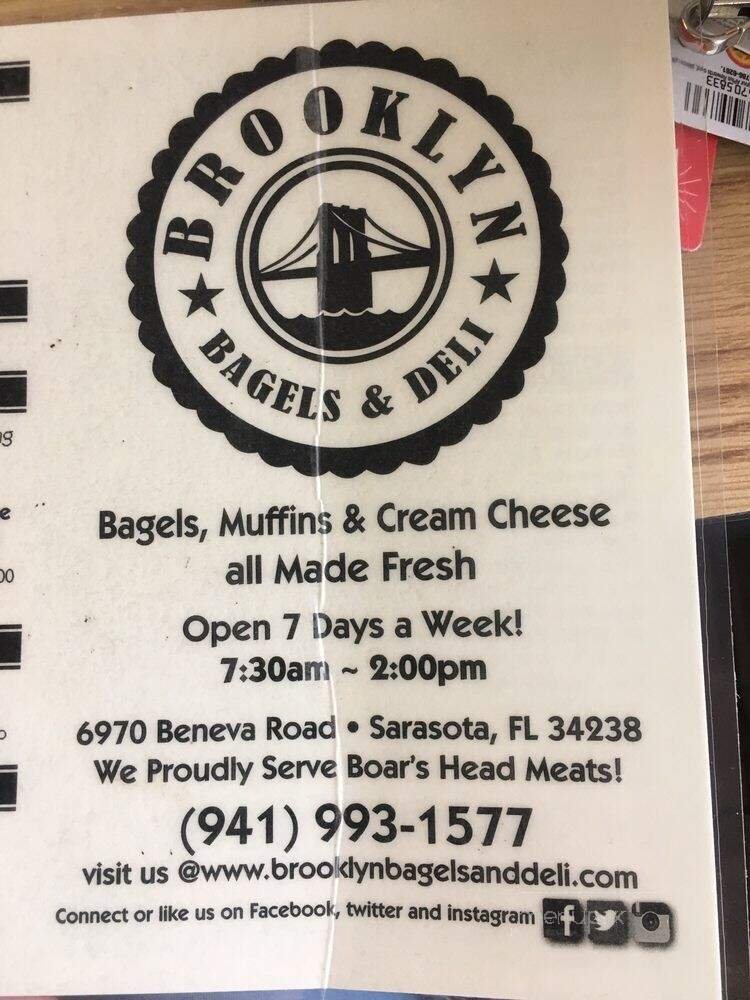 BROOKLYN
BAGELS & DELI
Bagels, Muffins & Cream Cheese
all Made Fresh
Open 7 Days a Week!
7:30am ~ 2:00pm
6970 Beneva Road • Sarasota, FL 34238
We Proudly Serve Boar's Head Meats!
(941) 993-1577
visit us @www.brooklynbagelsanddeli.com
Connect or like us on Facebook, twitter and instagram